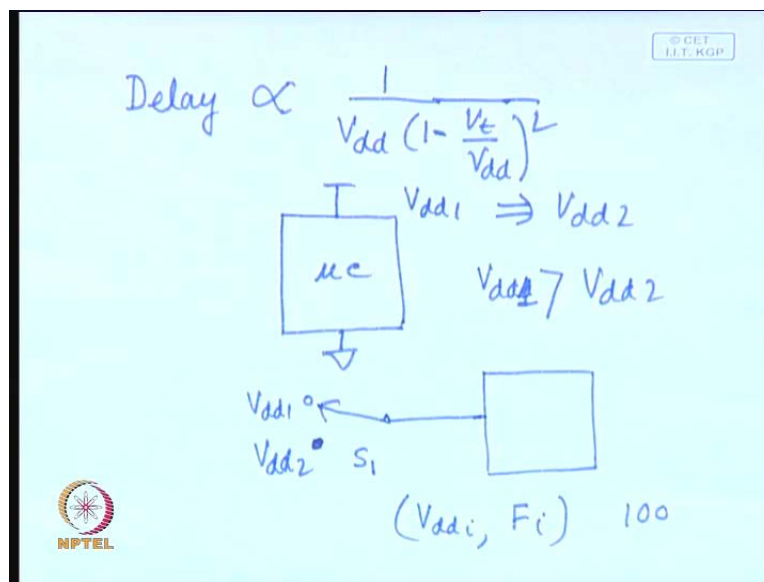 © CET
I.I.T. KGP
Delay ∝ 1 / Vdd (1 - Vt/Vdd)²
Vdd1 ⇒ Vdd2
μc
Vdd1 > Vdd2
Vdd1
Vdd2 S1
(Vddi, Fi) 100
NPTEL